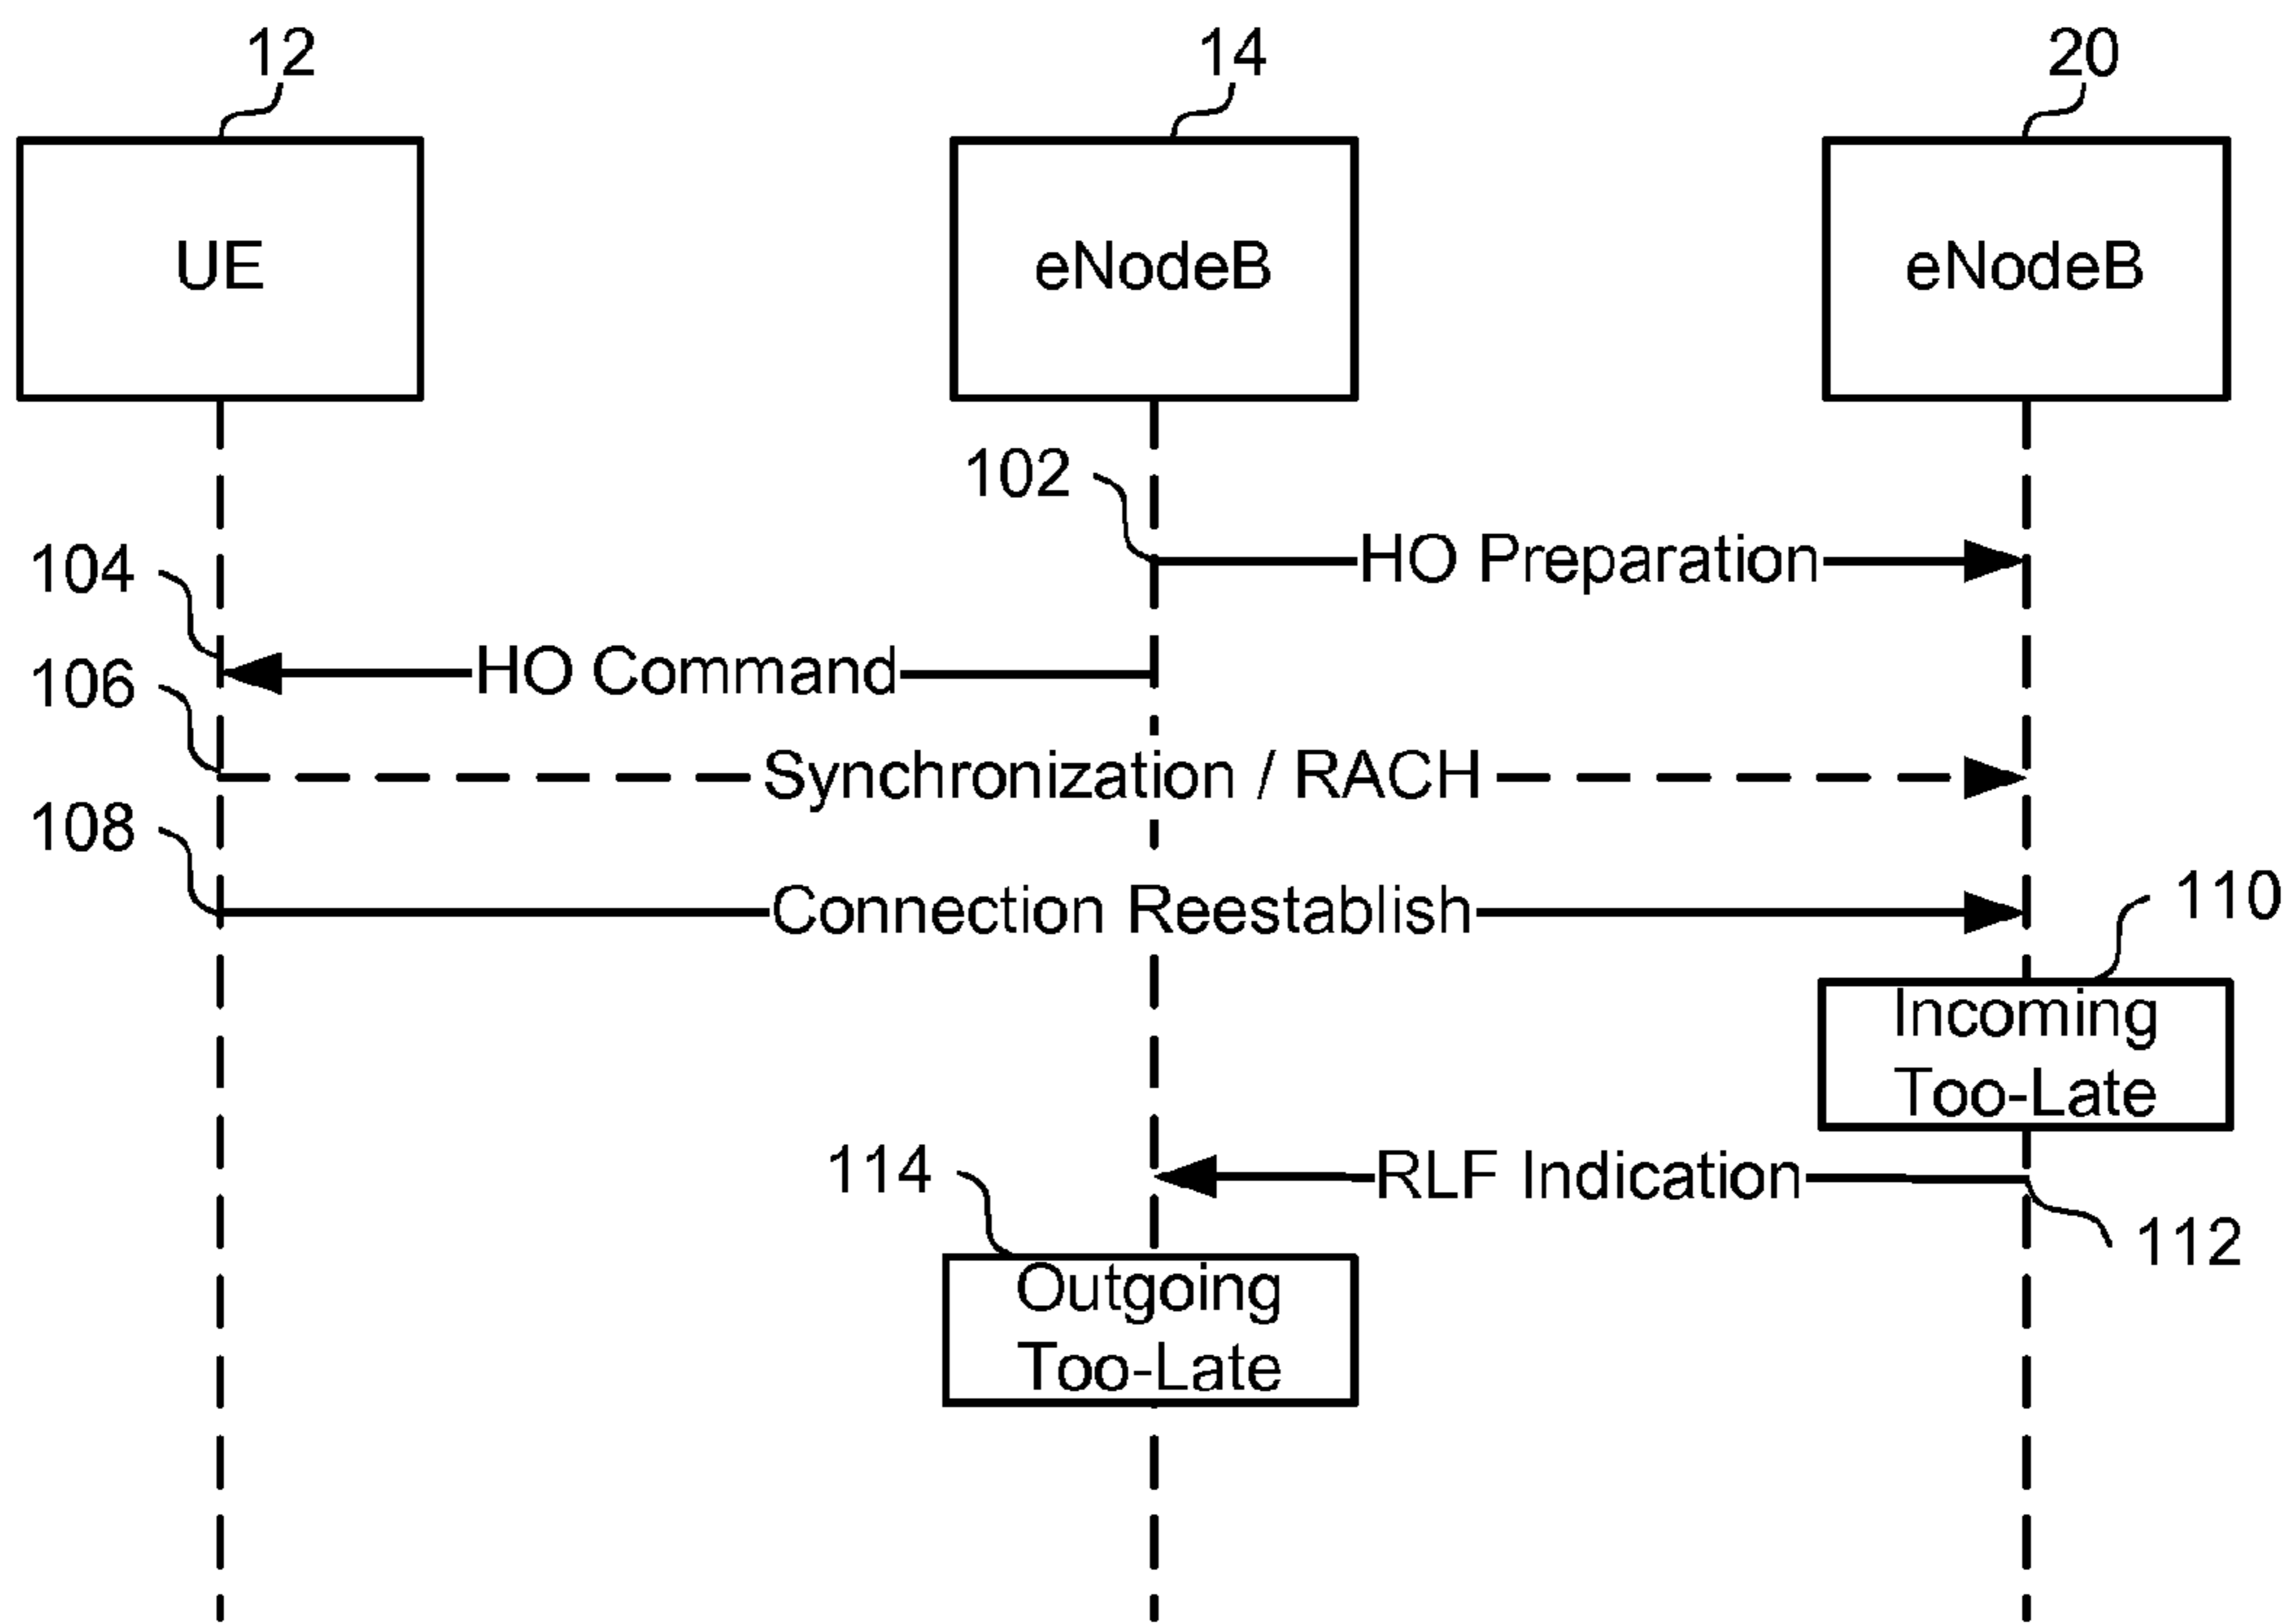 12
14
20
UE
eNodeB
eNodeB
102
HO Preparation
104
HO Command
106
Synchronization / RACH
108
Connection Reestablish
110
Incoming
Too-Late
RLF Indication
112
114
Outgoing
Too-Late